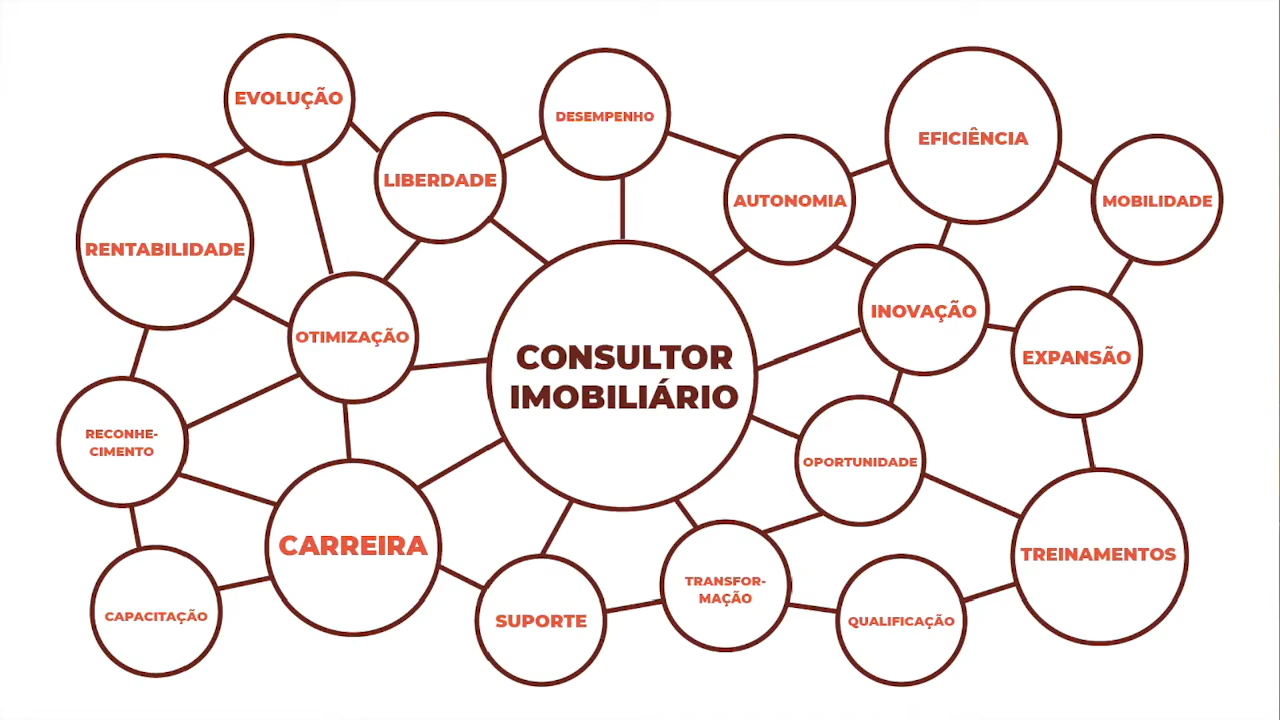 EVOLUÇÃO
DESEMPENHO
EFICIÊNCIA
LIBERDADE
AUTONOMIA
MOBILIDADE
RENTABILIDADE
INOVAÇÃO
OTIMIZAÇÃO
EXPANSÃO
CONSULTOR
IMOBILIÁRIO
RECONHE-
CIMENTO
OPORTUNIDADE
CARREIRA
TREINAMENTOS
TRANSFOR-
MAÇÃO
CAPACITAÇÃO
SUPORTE
QUALIFICAÇÃO